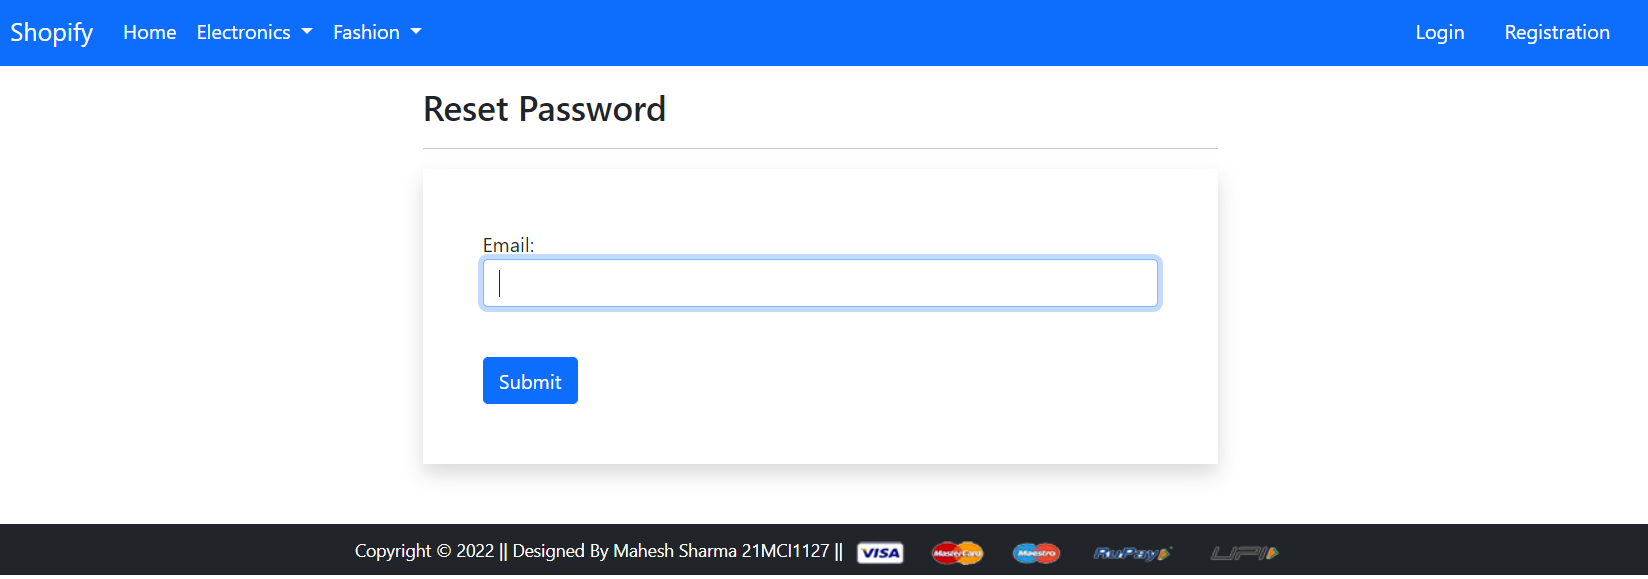 Shopify Home Electronics Fashion Login Registration
Reset Password
Email:
Submit
Copyright © 2022 || Designed By Mahesh Sharma 21MCI1127 || VISA MasterCard Maestro RuPay UPI